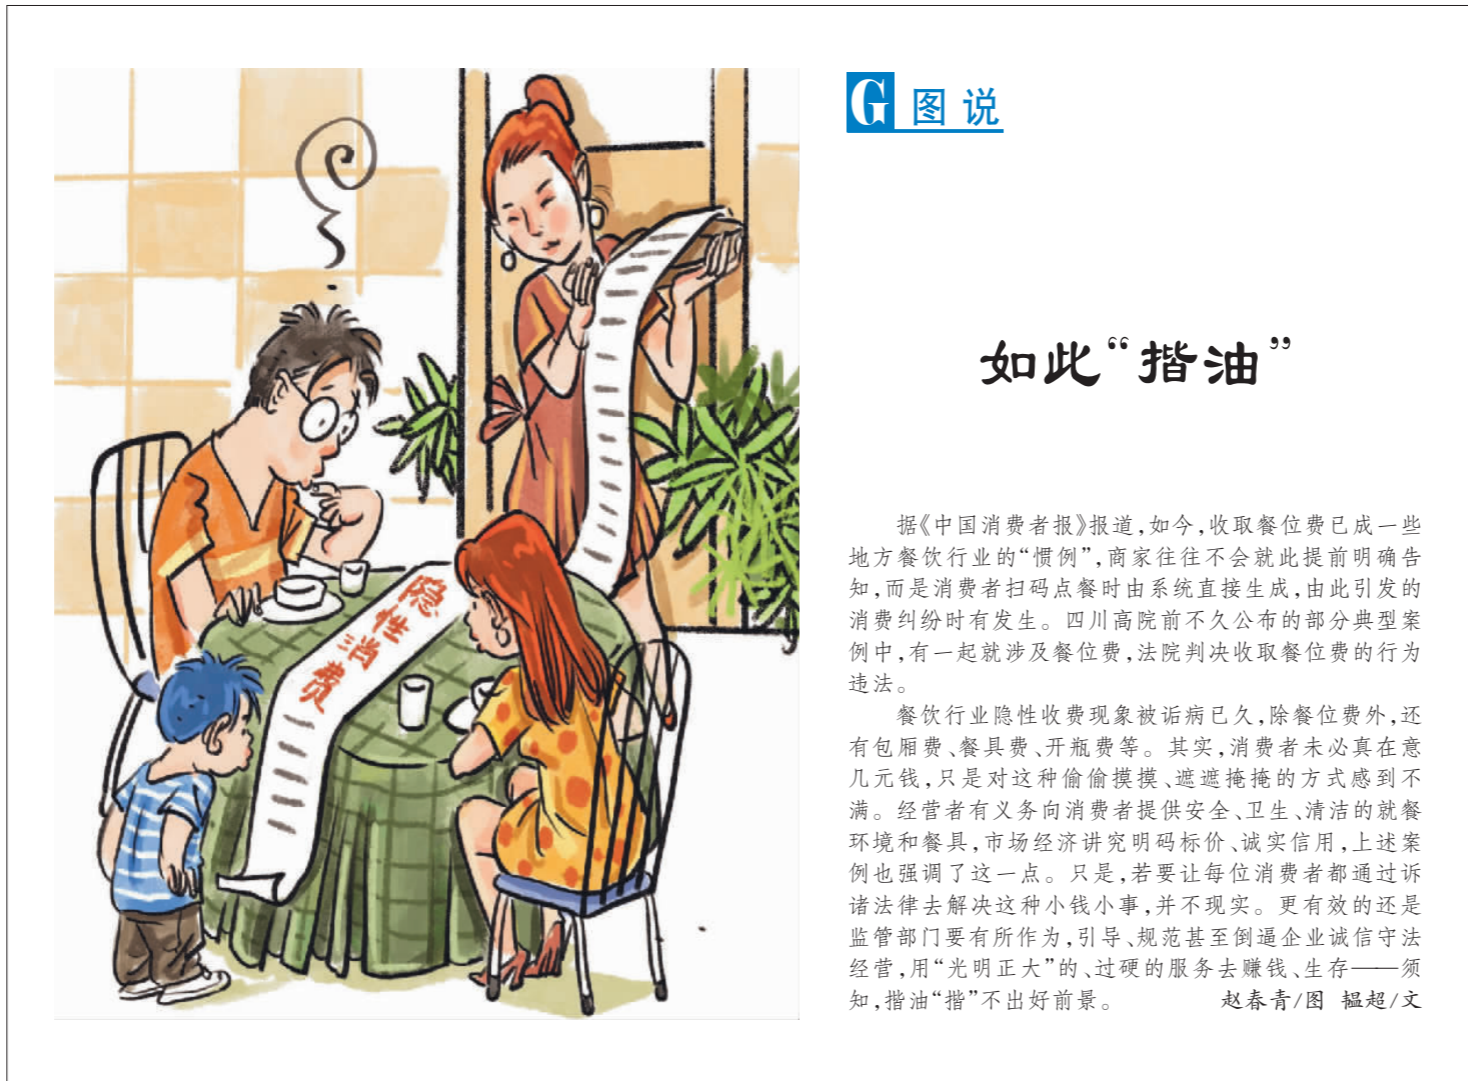 G 图说
如此“揩油”
据《中国消费者报》报道，如今，收取餐位费已成一些
地方餐饮行业的“惯例”，商家往往不会就此提前明确告
知，而是消费者扫码点餐时由系统直接生成，由此引发的
消费纠纷时有发生。四川高院前不久公布的部分典型案
例中，有一起就涉及餐位费，法院判决收取餐位费的行为
违法。
餐饮行业隐性收费现象被诟病已久，除餐位费外，还
有包厢费、餐具费、开瓶费等。其实，消费者未必真在意
几元钱，只是对这种偷偷摸摸、遮遮掩掩的方式感到不
满。经营者有义务向消费者提供安全、卫生、清洁的就餐
环境和餐具，市场经济讲究明码标价、诚实信用，上述案
例也强调了这一点。只是，若要让每位消费者都通过诉
诸法律去解决这种小钱小事，并不现实。更有效的还是
监管部门要有所作为，引导、规范甚至倒逼企业诚信守法
经营，用“光明正大”的、过硬的服务去赚钱、生存——须
知，揩油“揩”不出好前景。 赵春青/图 韫超/文
隐性消费